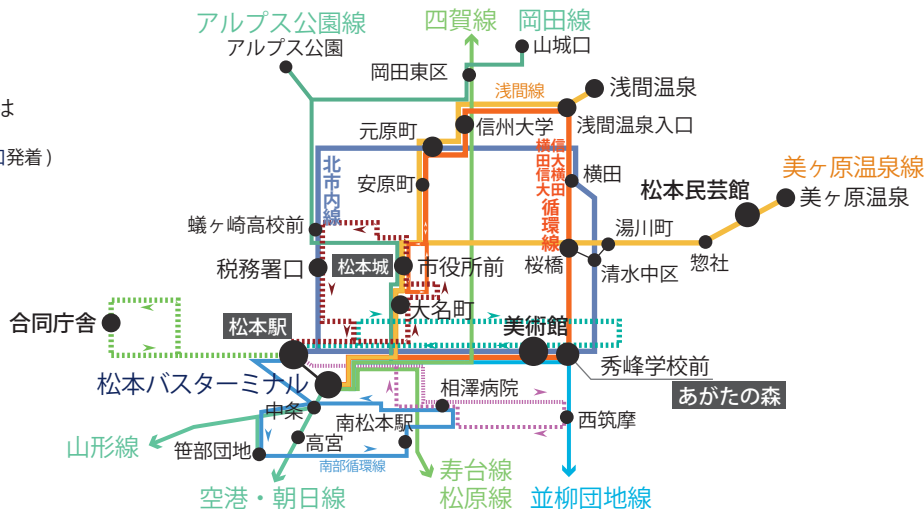 アルプス公園線
四賀線
岡田線
アルプス公園
山城口
岡田東区
浅間線
浅間温泉
は
元原町
信州大学
浅間温泉入口
発着)
北市内線
信大横田
横田信大
循環線
横田
美ヶ原温泉線
安原町
松本民芸館
美ヶ原温泉
蟻ヶ崎高校前
湯川町
税務署口
松本城
市役所前
桜橋
清水中区
惣社
合同庁舎
大名町
松本駅
美術館
秀峰学校前
松本バスターミナル
相澤病院
あがたの森
中条
南松本駅
西筑摩
山形線
笹部団地
高宮
南部循環線
寿台線
空港・朝日線
松原線
並柳団地線